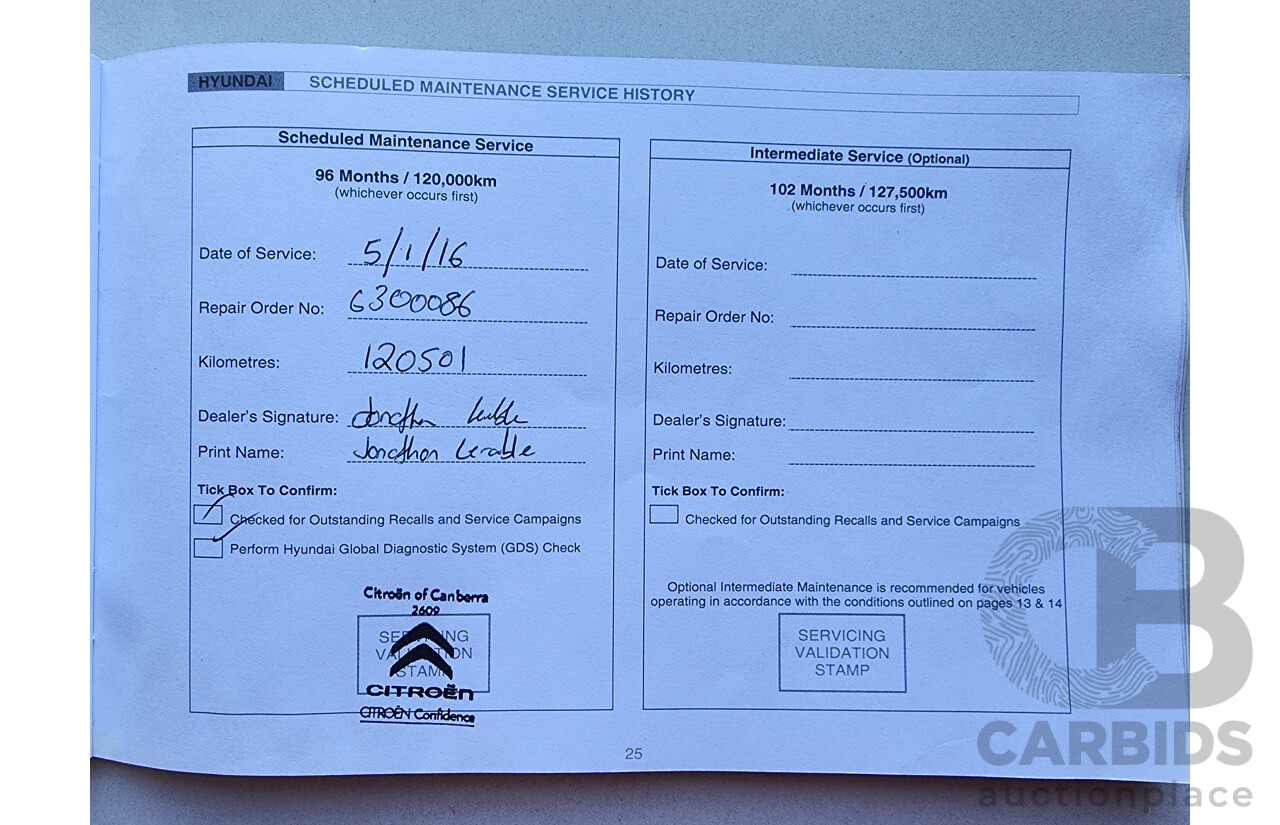 HYUNDAI SCHEDULED MAINTENANCE SERVICE HISTORY
Scheduled Maintenance Service
96 Months / 120,000km
(whichever occurs first)
Date of Service: 5/1/16
Repair Order No: 6300086
Kilometres: 120501
Dealer's Signature:
Print Name: Jonathon
Tick Box To Confirm:
Checked for Outstanding Recalls and Service Campaigns
Perform Hyundai Global Diagnostic System (GDS) Check
Citroën of Canberra
2609
SERVICING
VALIDATION
STAMP
CITROËN
CITROËN Confidence
Intermediate Service (Optional)
102 Months / 127,500km
(whichever occurs first)
Date of Service:
Repair Order No:
Kilometres:
Dealer's Signature:
Print Name:
Tick Box To Confirm:
Checked for Outstanding Recalls and Service Campaigns
Optional Intermediate Maintenance is recommended for vehicles
operating in accordance with the conditions outlined on pages 13 & 14
SERVICING
VALIDATION
STAMP
25
CB
CARBIDS
auctionplace